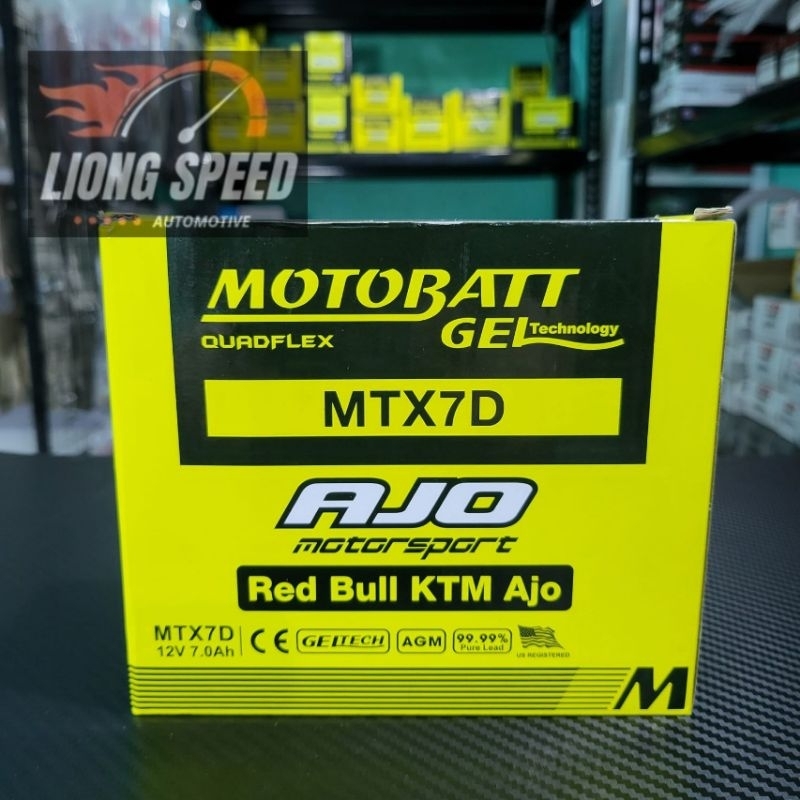 LIONG SPEED
AUTOMOTIVE
MOTOBATT
QUADFLEX
GEL Technology
MTX7D
AJO
motorsport
Red Bull KTM Ajo
MTX7D
12V 7.0Ah
CE
GELTECH
AGM
99.99%
Pure Lead
US REGISTERED
M